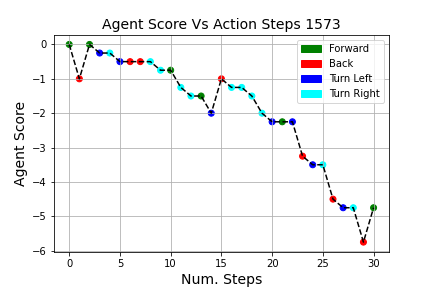 Agent Score Vs Action Steps 1573
Forward
Back
Turn Left
Turn Right
Agent Score
0
−1
−2
−3
−4
−5
−6
0 5 10 15 20 25 30
Num. Steps